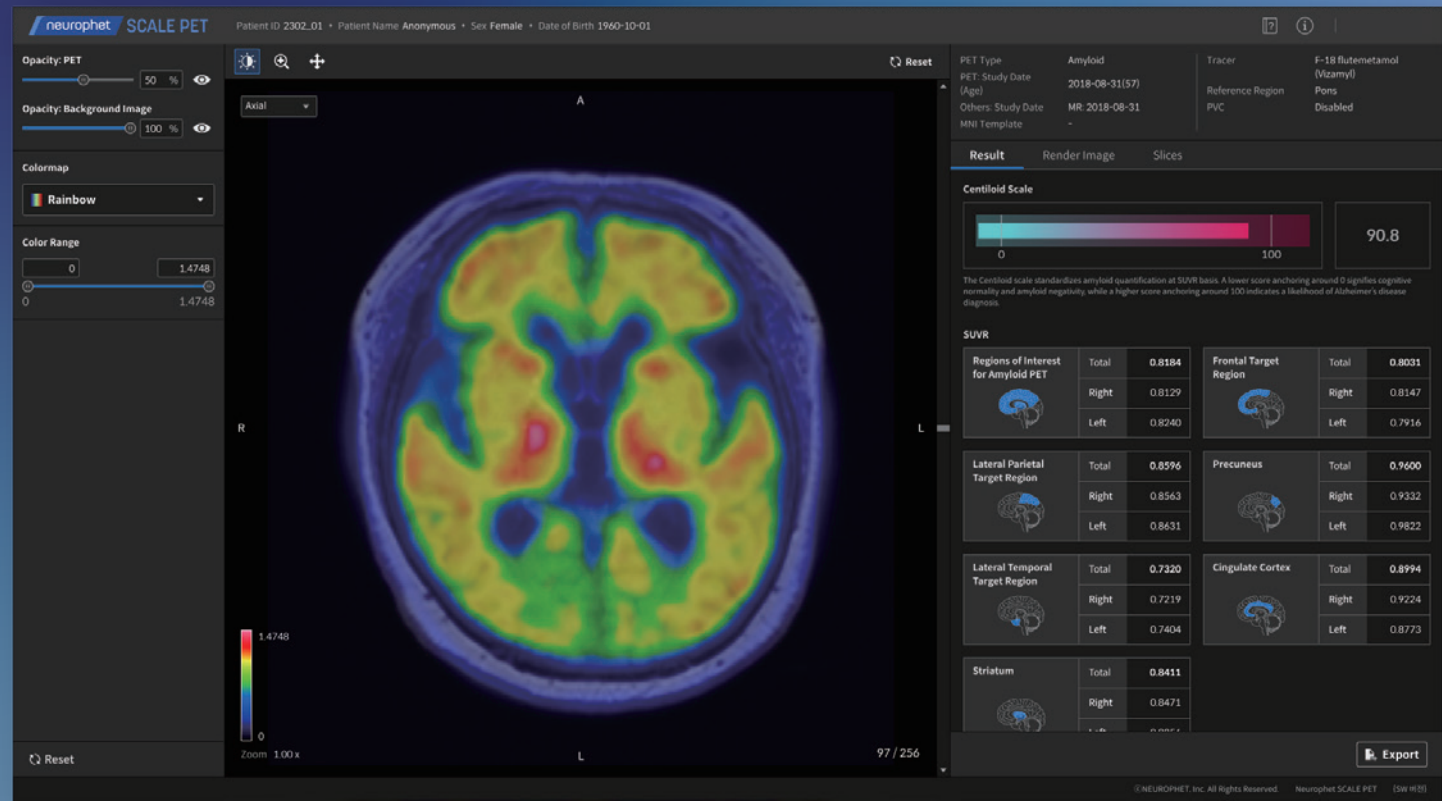 neurophet SCALE PET
Patient ID 2302_01 • Patient Name Anonymous • Sex Female • Date of Birth 1960-10-01
Opacity: PET
50 %
Opacity: Background Image
100 %
Colormap
Rainbow
Color Range
0 1.4748
0 1.4748
Reset
Reset
Axial
A
R
L
L
1.4748
0
Zoom 1.00 x
97 / 256
PET Type Amyloid
PET: Study Date (Age) 2018-08-31(57)
Others: Study Date MR: 2018-08-31
MNI Template -
Tracer F-18 flutemetamol
(Vizamyl)
Reference Region Pons
PVC Disabled
Result Render Image Slices
Centiloid Scale
0 100
90.8
The Centiloid scale standardizes amyloid quantification at SUVR basis. A lower score anchoring around 0 signifies cognitive
normality and amyloid negativity, while a higher score anchoring around 100 indicates a likelihood of Alzheimer's disease
diagnosis.
SUVR
Regions of Interest
for Amyloid PET
Total 0.8184
Right 0.8129
Left 0.8240
Frontal Target
Region
Total 0.8031
Right 0.8147
Left 0.7916
Lateral Parietal
Target Region
Total 0.8596
Right 0.8563
Left 0.8631
Precuneus
Total 0.9600
Right 0.9332
Left 0.9822
Lateral Temporal
Target Region
Total 0.7320
Right 0.7219
Left 0.7404
Cingulate Cortex
Total 0.8994
Right 0.9224
Left 0.8773
Striatum
Total 0.8411
Right 0.8471
Export
ⓒNEUROPHET. Inc. All Rights Reserved. Neurophet SCALE PET (SW 버전)